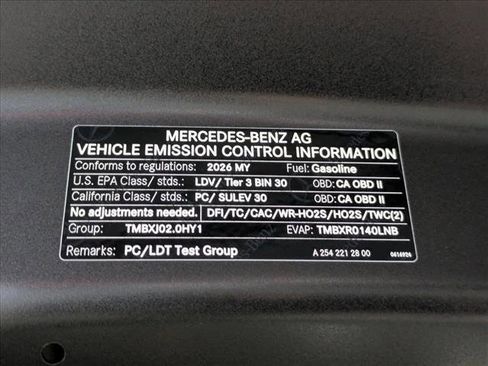 MERCEDES-BENZ AG
VEHICLE EMISSION CONTROL INFORMATION
Conforms to regulations: 2026 MY Fuel: Gasoline
U.S. EPA Class/ stds.: LDV/ Tier 3 BIN 30 OBD: CA OBD II
California Class/ stds.: PC/ SULEV 30 OBD: CA OBD II
No adjustments needed. DFI/TC/CAC/WR-HO2S/HO2S/TWC(2)
Group: TMBXJ02.0HY1 EVAP: TMBXR0140LNB
Remarks: PC/LDT Test Group A 254 221 28 00